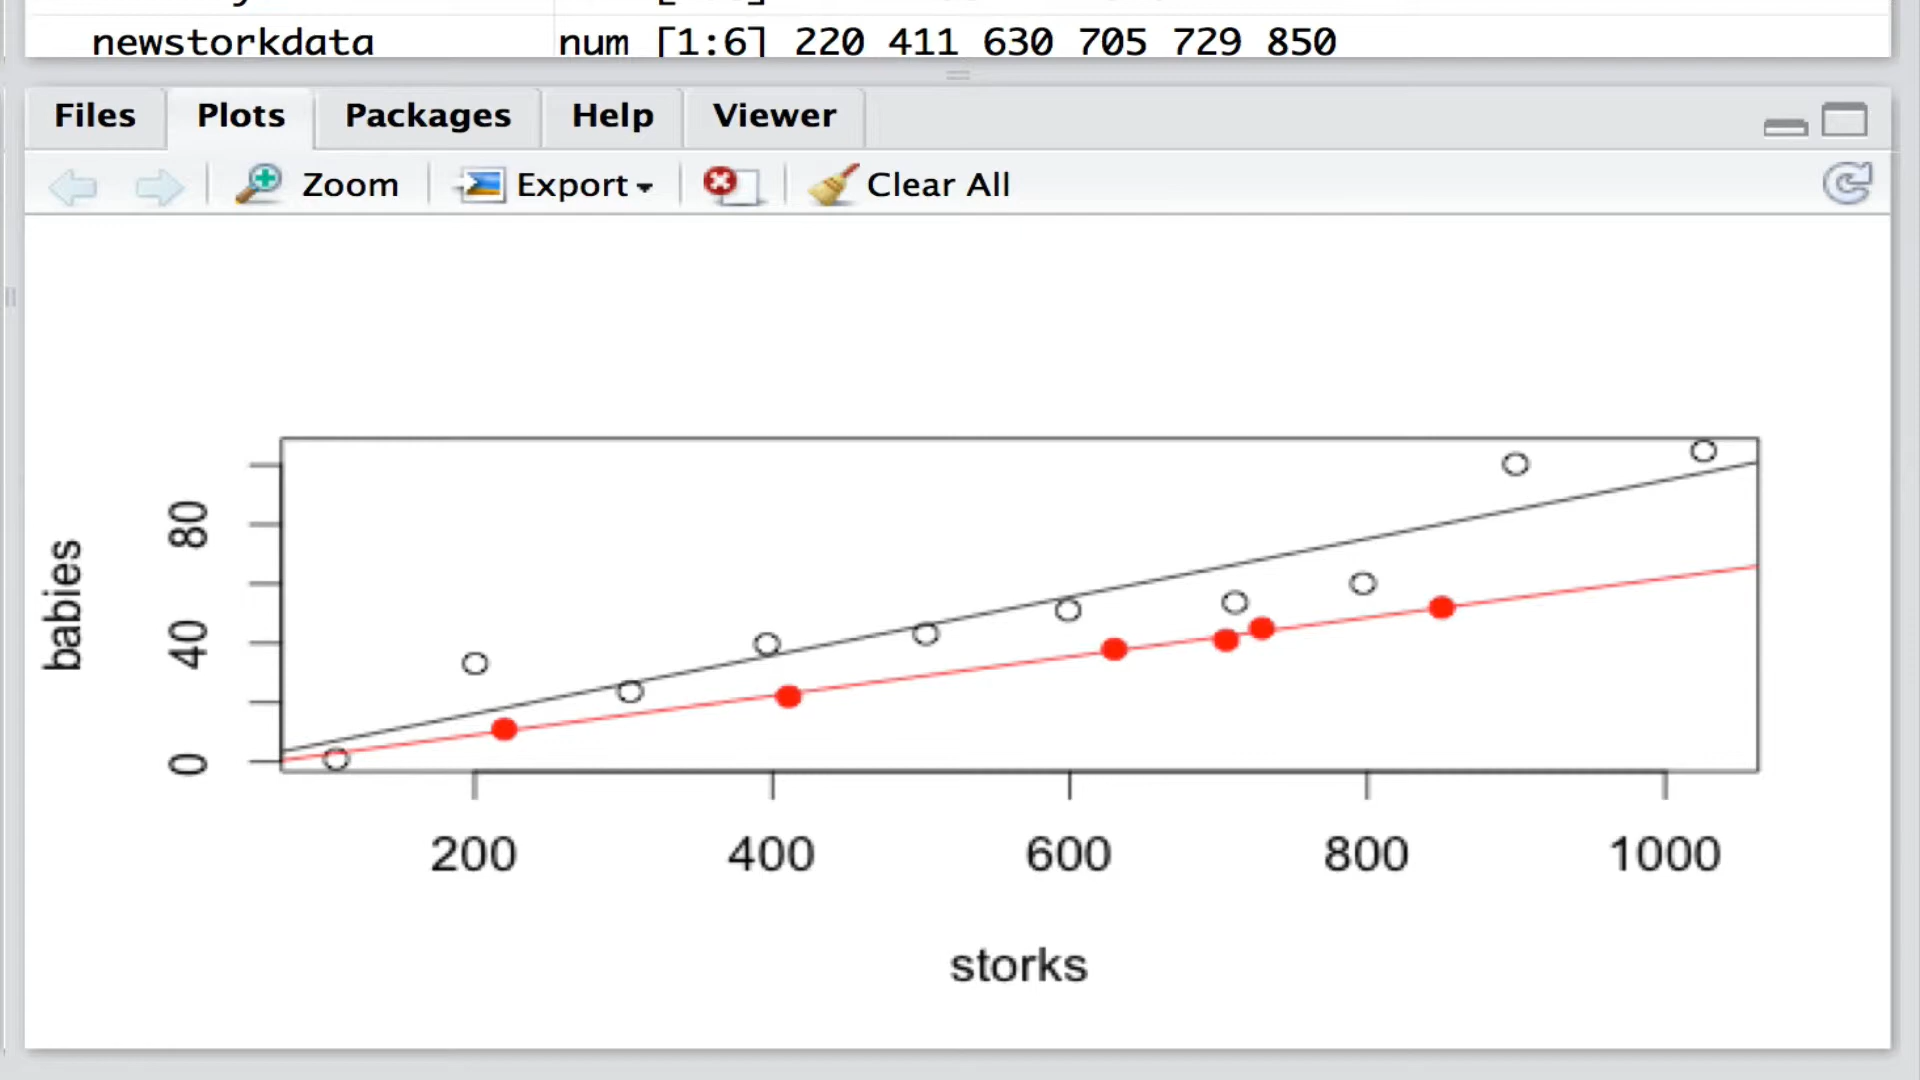 newstorkdata num [1:6] 220 411 630 705 729 850
Files Plots Packages Help Viewer
Zoom Export Clear All
babies
80
40
0
200 400 600 800 1000
storks